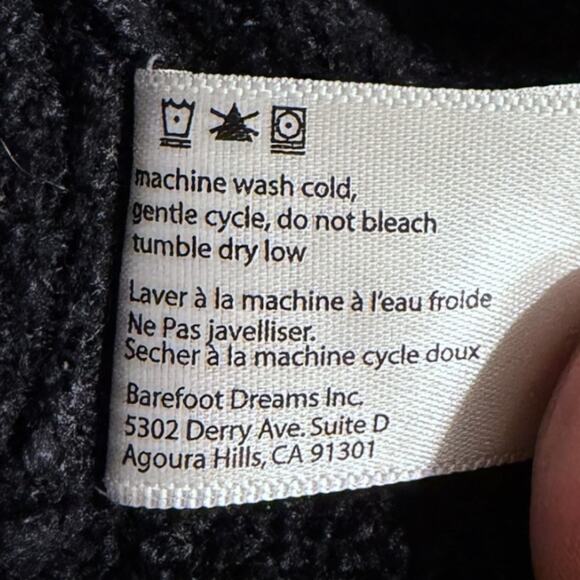 machine wash cold,
gentle cycle, do not bleach
tumble dry low
Laver à la machine à l'eau froide
Ne Pas javelliser.
Secher à la machine cycle doux
Barefoot Dreams Inc.
5302 Derry Ave. Suite D
Agoura Hills, CA 91301